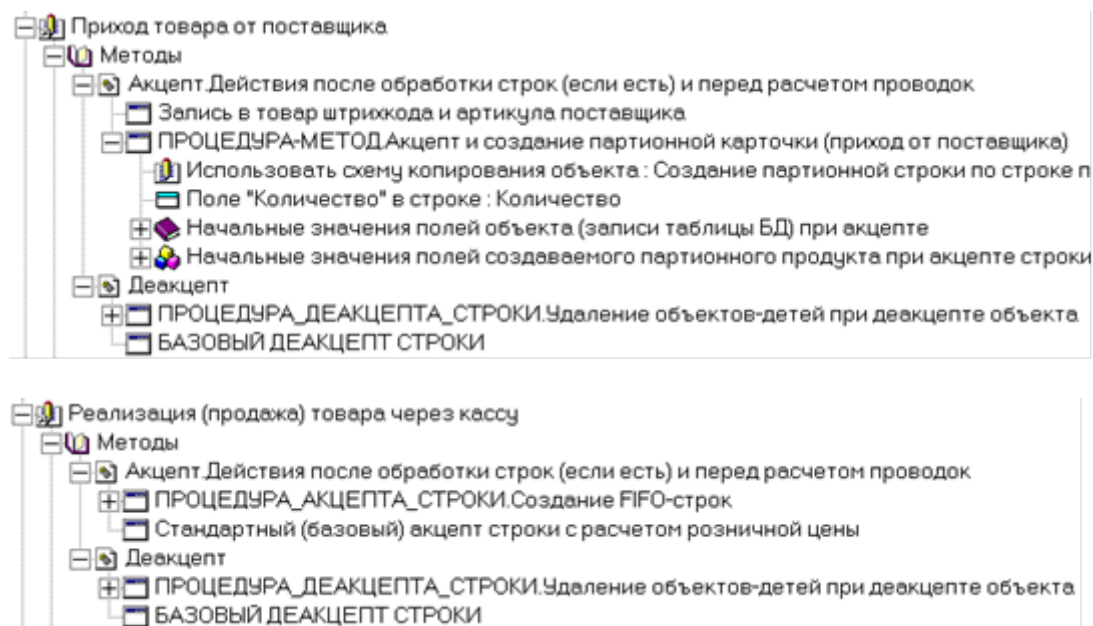 Приход товара от поставщика
Методы
Акцепт.Действия после обработки строк (если есть) и перед расчетом проводок
Запись в товар штрихкода и артикула поставщика
ПРОЦЕДУРА-МЕТОД.Акцепт и создание партионной карточки (приход от поставщика)
Использовать схему копирования объекта : Создание партионной строки по строке п
Поле "Количество" в строке : Количество
Начальные значения полей объекта (записи таблицы БД) при акцепте
Начальные значения полей создаваемого партионного продукта при акцепте строки
Деакцепт
ПРОЦЕДУРА_ДЕАКЦЕПТА_СТРОКИ.Удаление объектов-детей при деакцепте объекта
БАЗОВЫЙ ДЕАКЦЕПТ СТРОКИ
Реализация (продажа) товара через кассу
Методы
Акцепт.Действия после обработки строк (если есть) и перед расчетом проводок
ПРОЦЕДУРА_АКЦЕПТА_СТРОКИ.Создание FIFO-строк
Стандартный (базовый) акцепт строки с расчетом розничной цены
Деакцепт
ПРОЦЕДУРА_ДЕАКЦЕПТА_СТРОКИ.Удаление объектов-детей при деакцепте объекта
БАЗОВЫЙ ДЕАКЦЕПТ СТРОКИ